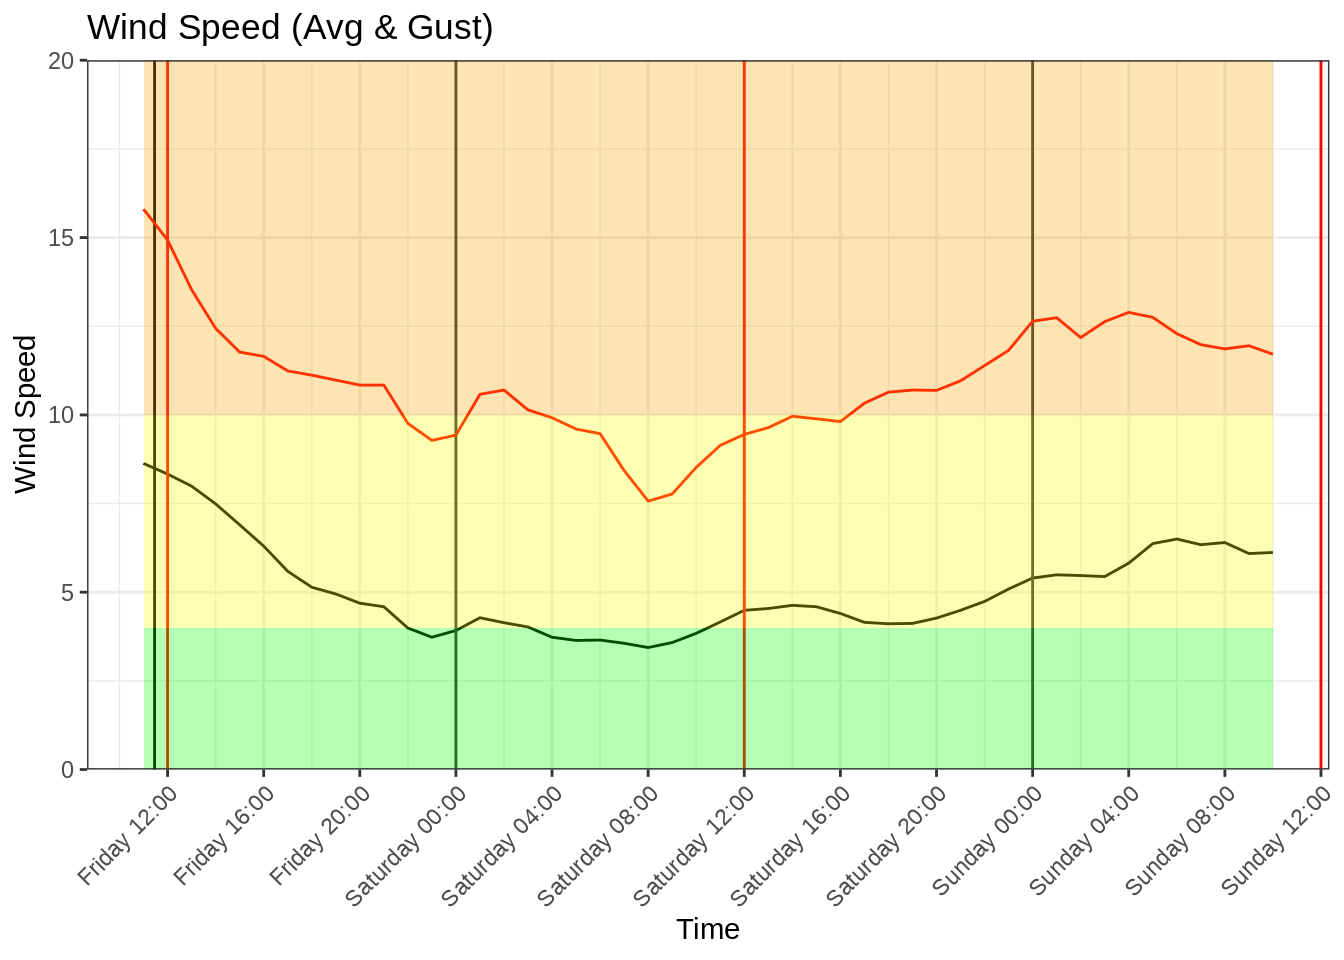 Wind Speed (Avg & Gust)
20
15
10
5
0
Wind Speed
Friday 12:00
Friday 16:00
Friday 20:00
Saturday 00:00
Saturday 04:00
Saturday 08:00
Saturday 12:00
Saturday 16:00
Saturday 20:00
Sunday 00:00
Sunday 04:00
Sunday 08:00
Sunday 12:00
Time